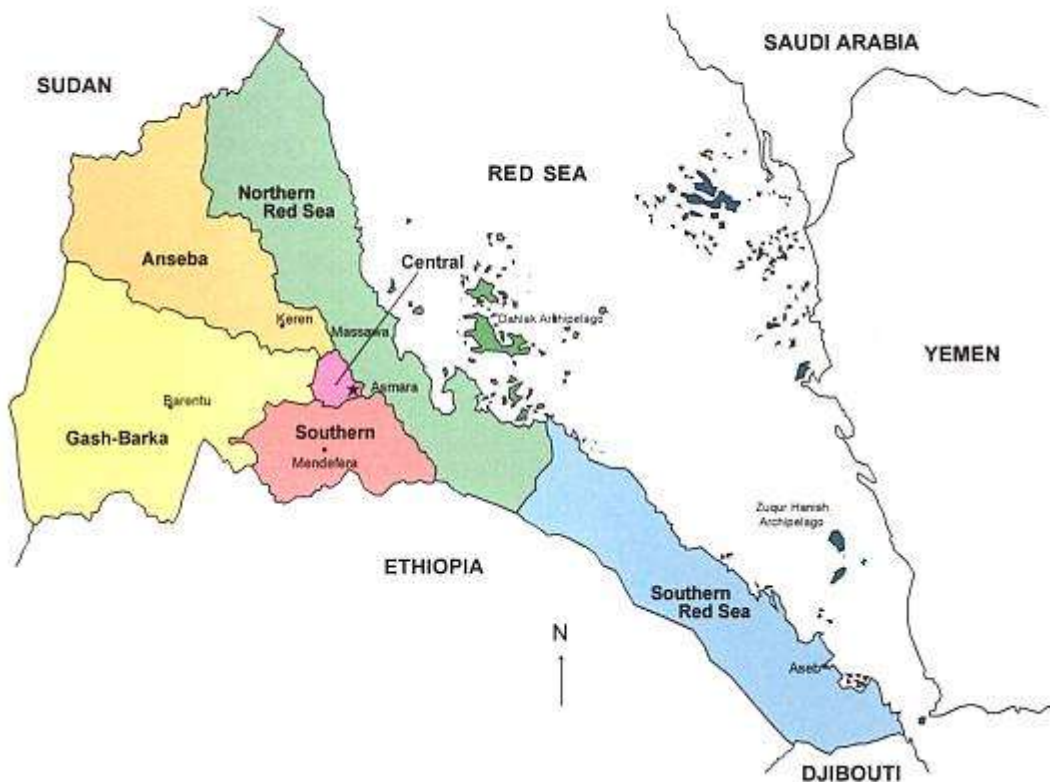 SAUDI ARABIA
SUDAN
RED SEA
Northern
Red Sea
Anseba
Central
Keren
Massawa
Dahlak Archipelago
YEMEN
Asmara
Barentu
Gash-Barka
Southern
Mendefera
Zuqur Hanish
Archipelago
ETHIOPIA
Southern
Red Sea
N
Aseb
DJIBOUTI